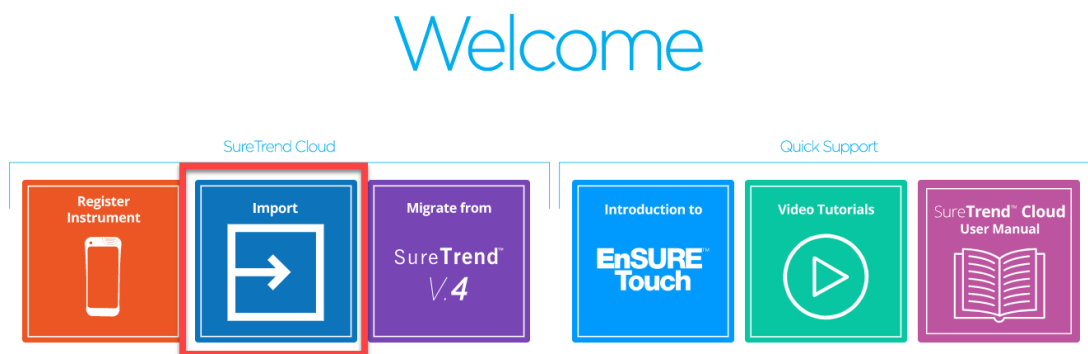 Welcome
SureTrend Cloud
Quick Support
Register
Instrument
Import
Migrate from
SureTrend™
V.4
Introduction to
EnSURE™
Touch
Video Tutorials
SureTrend™ Cloud
User Manual